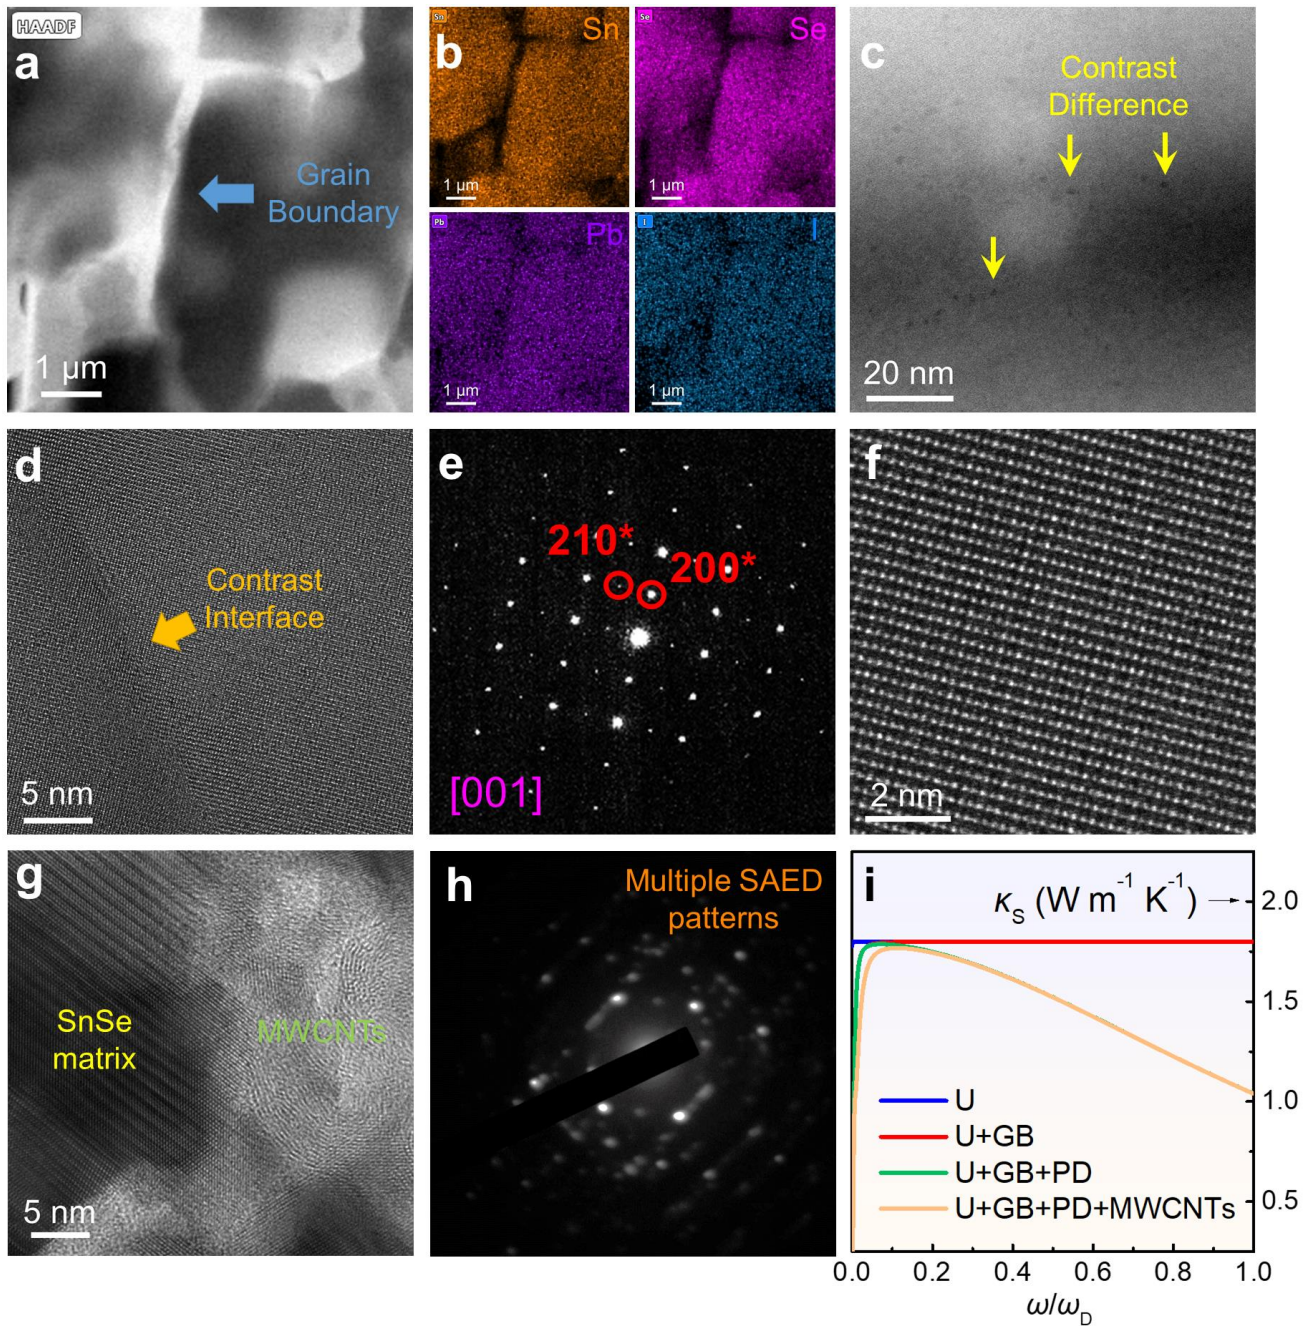 HAADF
a
Grain
Boundary
1 μm
b
Sn
Sn
1 μm
Se
Se
1 μm
Pb
Pb
1 μm
I
I
1 μm
c
Contrast
Difference
20 nm
d
Contrast
Interface
5 nm
e
210*
200*
[001]
f
2 nm
g
SnSe
matrix
MWCNTs
5 nm
h
Multiple SAED
patterns
i
κS (W m⁻¹ K⁻¹)
2.0
1.5
1.0
0.5
U
U+GB
U+GB+PD
U+GB+PD+MWCNTs
0.0 0.2 0.4 0.6 0.8 1.0
ω/ωD